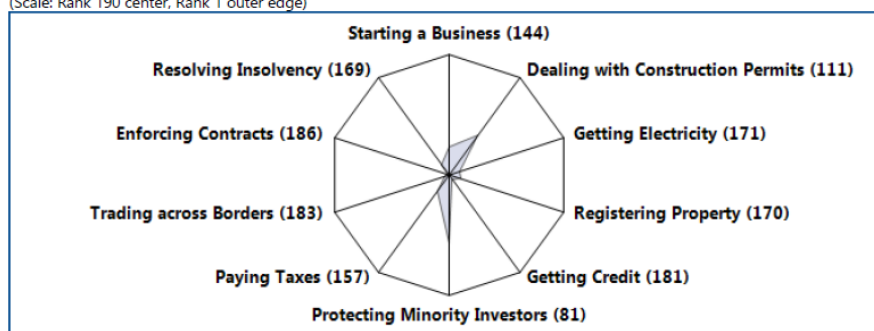 (Scale: Rank 190 center, Rank 1 outer edge)
Starting a Business (144)
Resolving Insolvency (169)
Dealing with Construction Permits (111)
Enforcing Contracts (186)
Getting Electricity (171)
Trading across Borders (183)
Registering Property (170)
Paying Taxes (157)
Getting Credit (181)
Protecting Minority Investors (81)